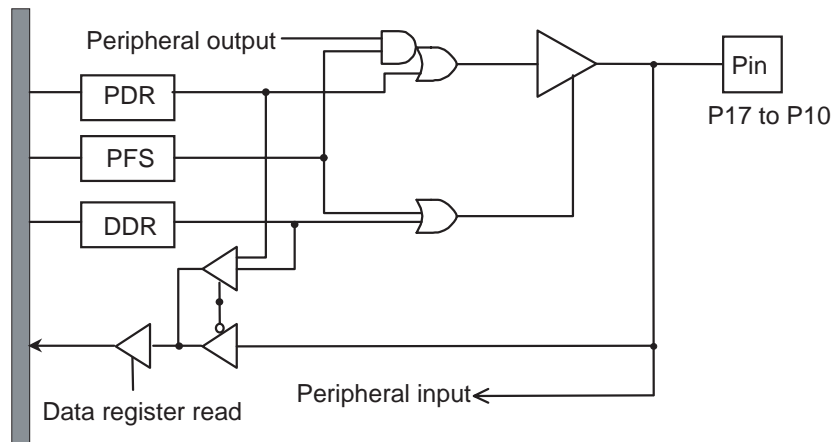 Peripheral output
PDR
Pin
P17 to P10
PFS
DDR
Peripheral input
Data register read